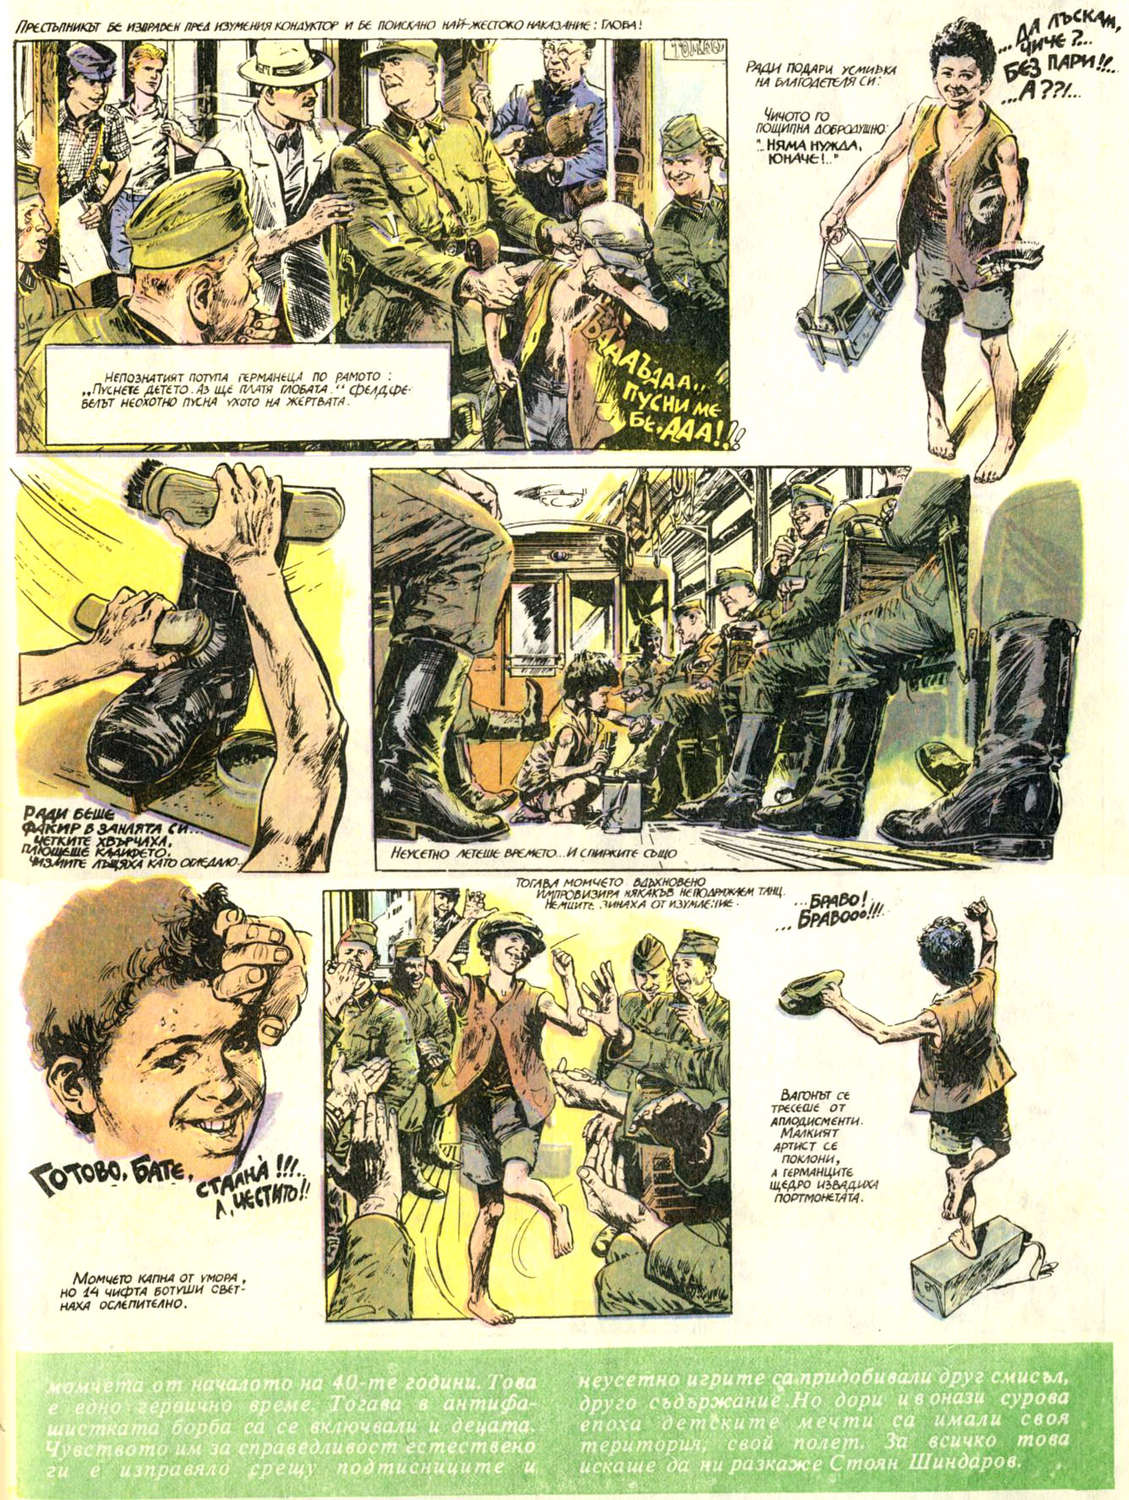 Престъпникът бе изправен пред изумения кондуктор и бе поискано най-жестоко наказание: глоба!
Непознатият потупа германеца по рамото:
„Пуснете детето. Аз ще платя глобата." Фелдфе-
белът неохотно пусна ухото на жертвата.
ПУСНИ МЕ
БЕ, ДАА!!!
Ради подари усмивка
на благодетеля си:
...ДА ЛЪСКАМ,
ЧИЧЕ?...
БЕЗ ПАРИ!!...
...А??!...
Чичото го
пощипна добродушно:
"...НЯМА НУЖДА,
ЮНАЧЕ!.."
Ради беше
факир в занаята си...
Четките хвърчаха,
плющеше кадифето,
чизмите лъщяха като огледало...
Неусетно летеше времето...И спирките също
ГОТОВО, БАТЕ,
СТААНА!!!..
А, ЧЕСТИТО!!
Момчето капна от умора,
но 14 чифта ботуши свет-
наха ослепително.
Тогава момчето вдъхновено
импровизира някакъв неподражаем танц.
Немците зинаха от изумление.
...БРАВО!
...БРАВООО!!!..
Вагонът се
тресеше от
аплодисменти.
Малкият
артист се
поклони,
а германците
щедро извадиха
портмонетата.
момчета от началото на 40-те години. Това
е едно героично време. Тогава в антифа-
шистката борба са се включвали и децата.
Чувството им за справедливост естествено
ги е изправяло срещу подтисниците и
неусетно игрите са придобивали друг смисъл,
друго съдържание. Но дори и в онази сурова
епоха детските мечти са имали своя
територия, свой полет. За всичко това
искаше да ни разкаже Стоян Шиндаров.